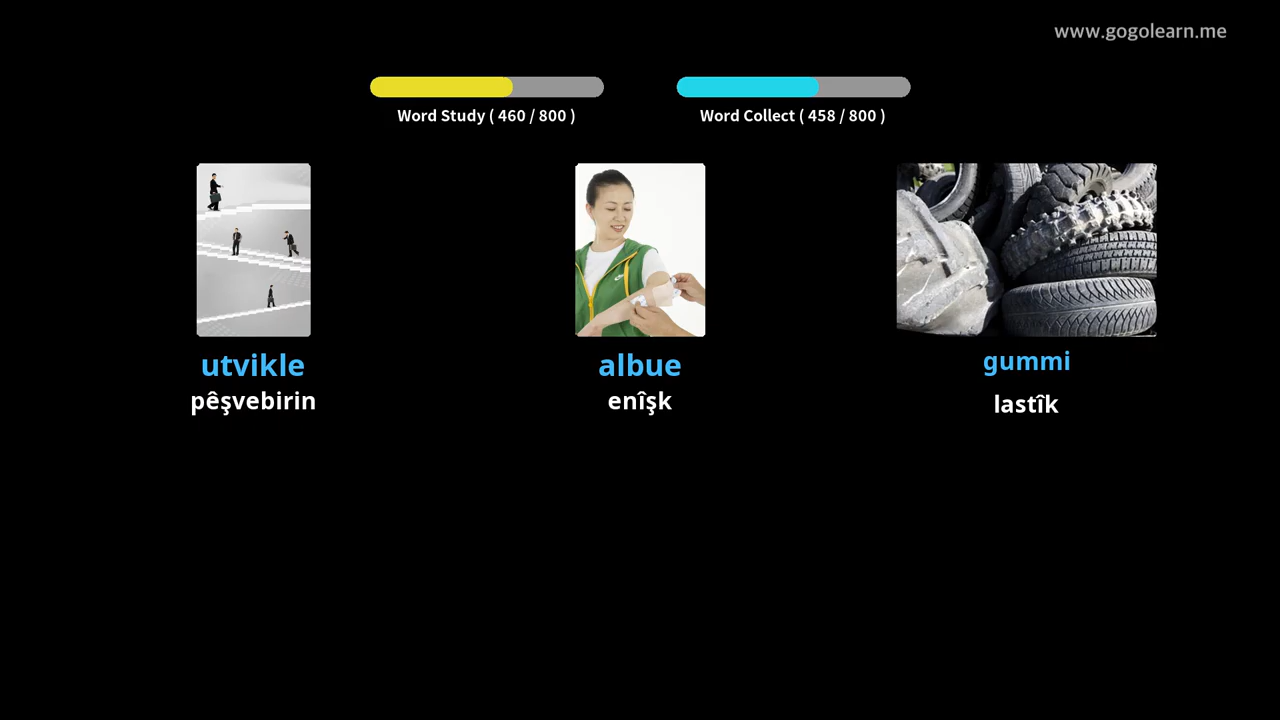 www.gogolearn.me
Word Study ( 460 / 800 )
Word Collect ( 458 / 800 )
utvikle
pêşvebirin
albue
enîşk
gummi
lastîk